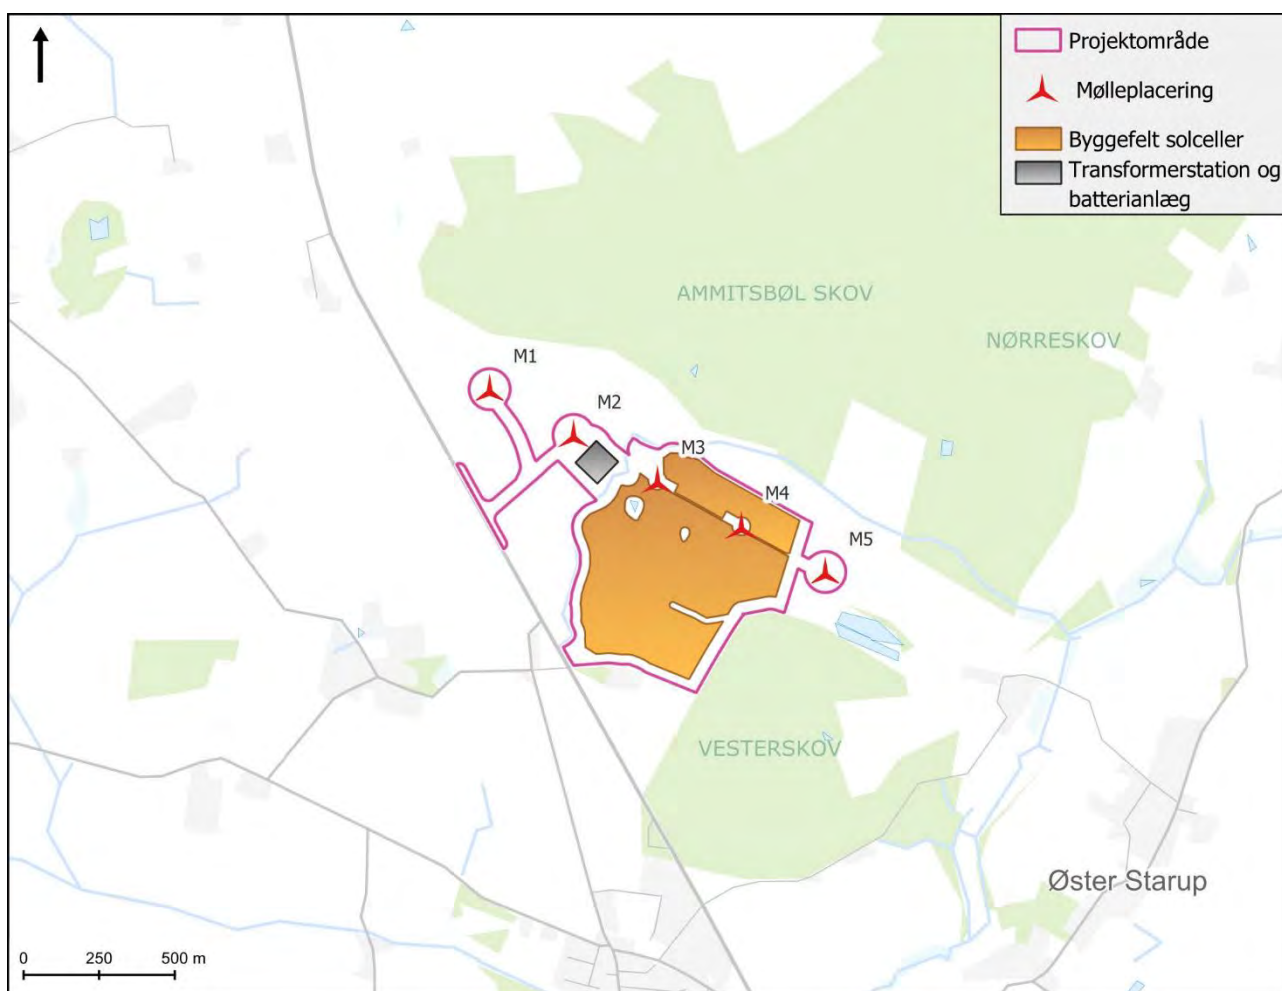 Projektområde
Mølleplacering
Byggefelt solceller
Transformerstation og
batterianlæg
AMMITSBØL SKOV
NØRRESKOV
M1
M2
M3
M4
M5
VESTERSKOV
Øster Starup
0 250 500 m